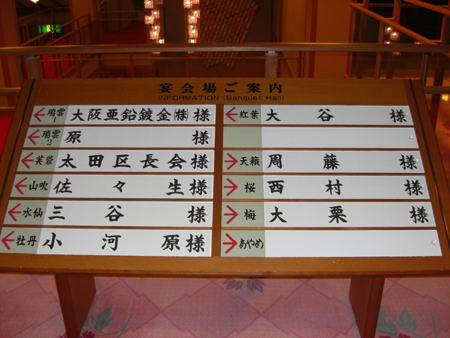 宴会場ご案内
INFORMATION (Banquet Hall)
瑞雲1 大阪亜鉛鍍金㈱様
瑞雲2 原 様
芙蓉 太田区長会様
山吹 佐々生様
水仙 三谷様
牡丹 小河原様
紅葉 大谷様
天頼 周藤様
桜 西村様
梅 大栗様
あやめ